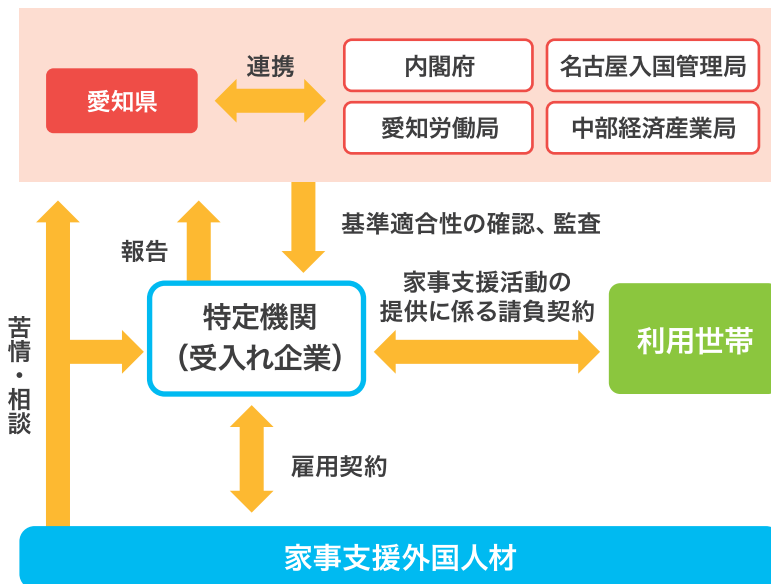 愛知県
連携
内閣府
名古屋入国管理局
愛知労働局
中部経済産業局
基準適合性の確認、監査
報告
家事支援活動の
提供に係る請負契約
特定機関
（受入れ企業）
利用世帯
苦情・相談
雇用契約
家事支援外国人材